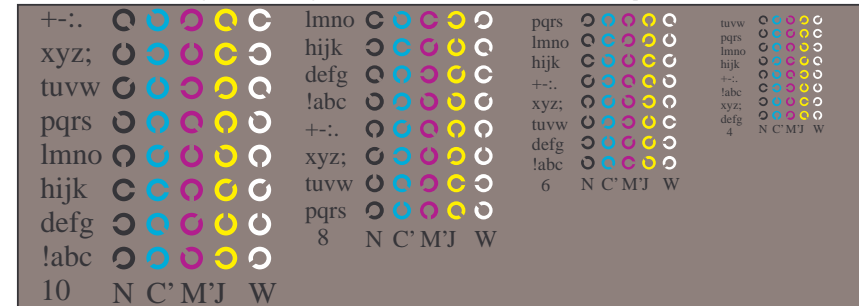 +-:.
xyz;
tuvw
pqrs
lmno
hijk
defg
!abc
10 N C' M'J W
lmno
hijk
defg
!abc
+-:.
xyz;
tuvw
pqrs
8 N C' M'J W
pqrs
lmno
hijk
+-:.
xyz;
tuvw
defg
!abc
6 N C' M'J W
tuvw
pqrs
lmno
hijk
+-:.
!abc
xyz;
defg
4 N C' M'J W